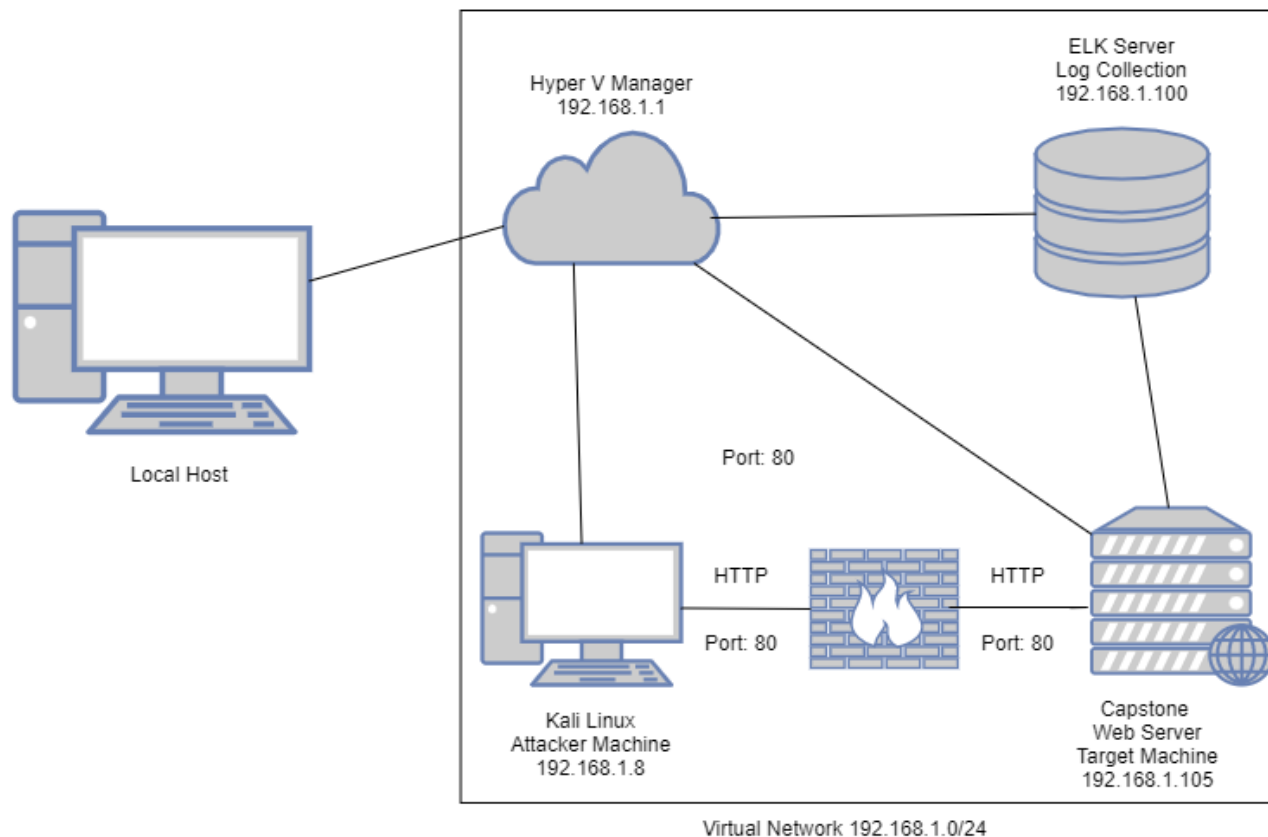 ELK Server
Log Collection
192.168.1.100
Hyper V Manager
192.168.1.1
Local Host
Port: 80
HTTP
HTTP
Port: 80
Port: 80
Kali Linux
Attacker Machine
192.168.1.8
Capstone
Web Server
Target Machine
192.168.1.105
Virtual Network 192.168.1.0/24